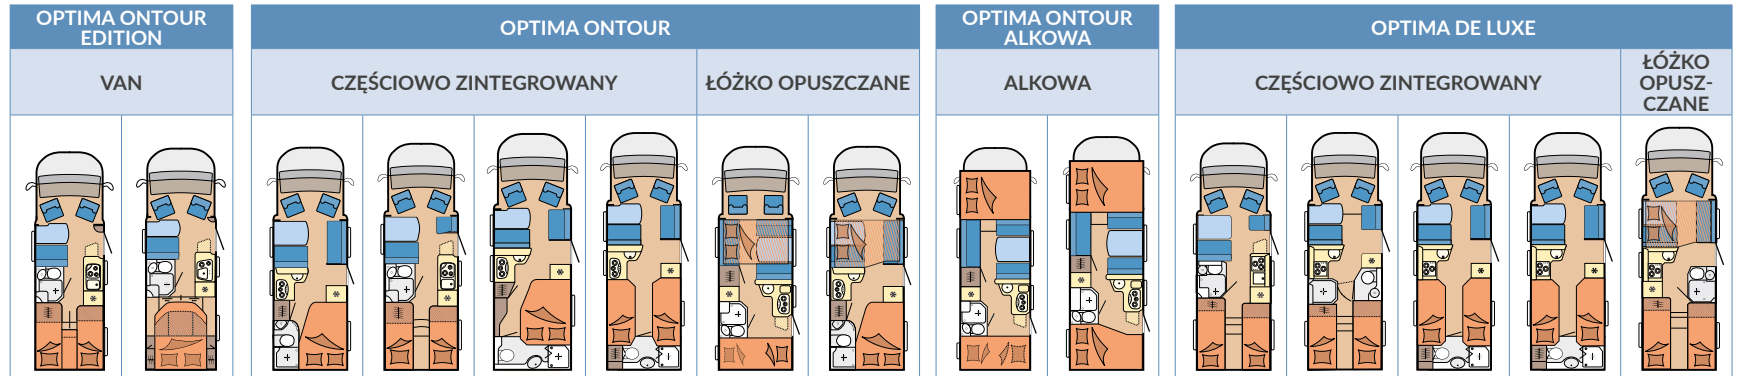 OPTIMA ONTOUR
EDITION
VAN
OPTIMA ONTOUR
CZĘŚCIOWO ZINTEGROWANY
ŁÓŻKO OPUSZCZANE
OPTIMA ONTOUR
ALKOWA
ALKOWA
OPTIMA DE LUXE
CZĘŚCIOWO ZINTEGROWANY
ŁÓŻKO
OPUSZ-
CZANE